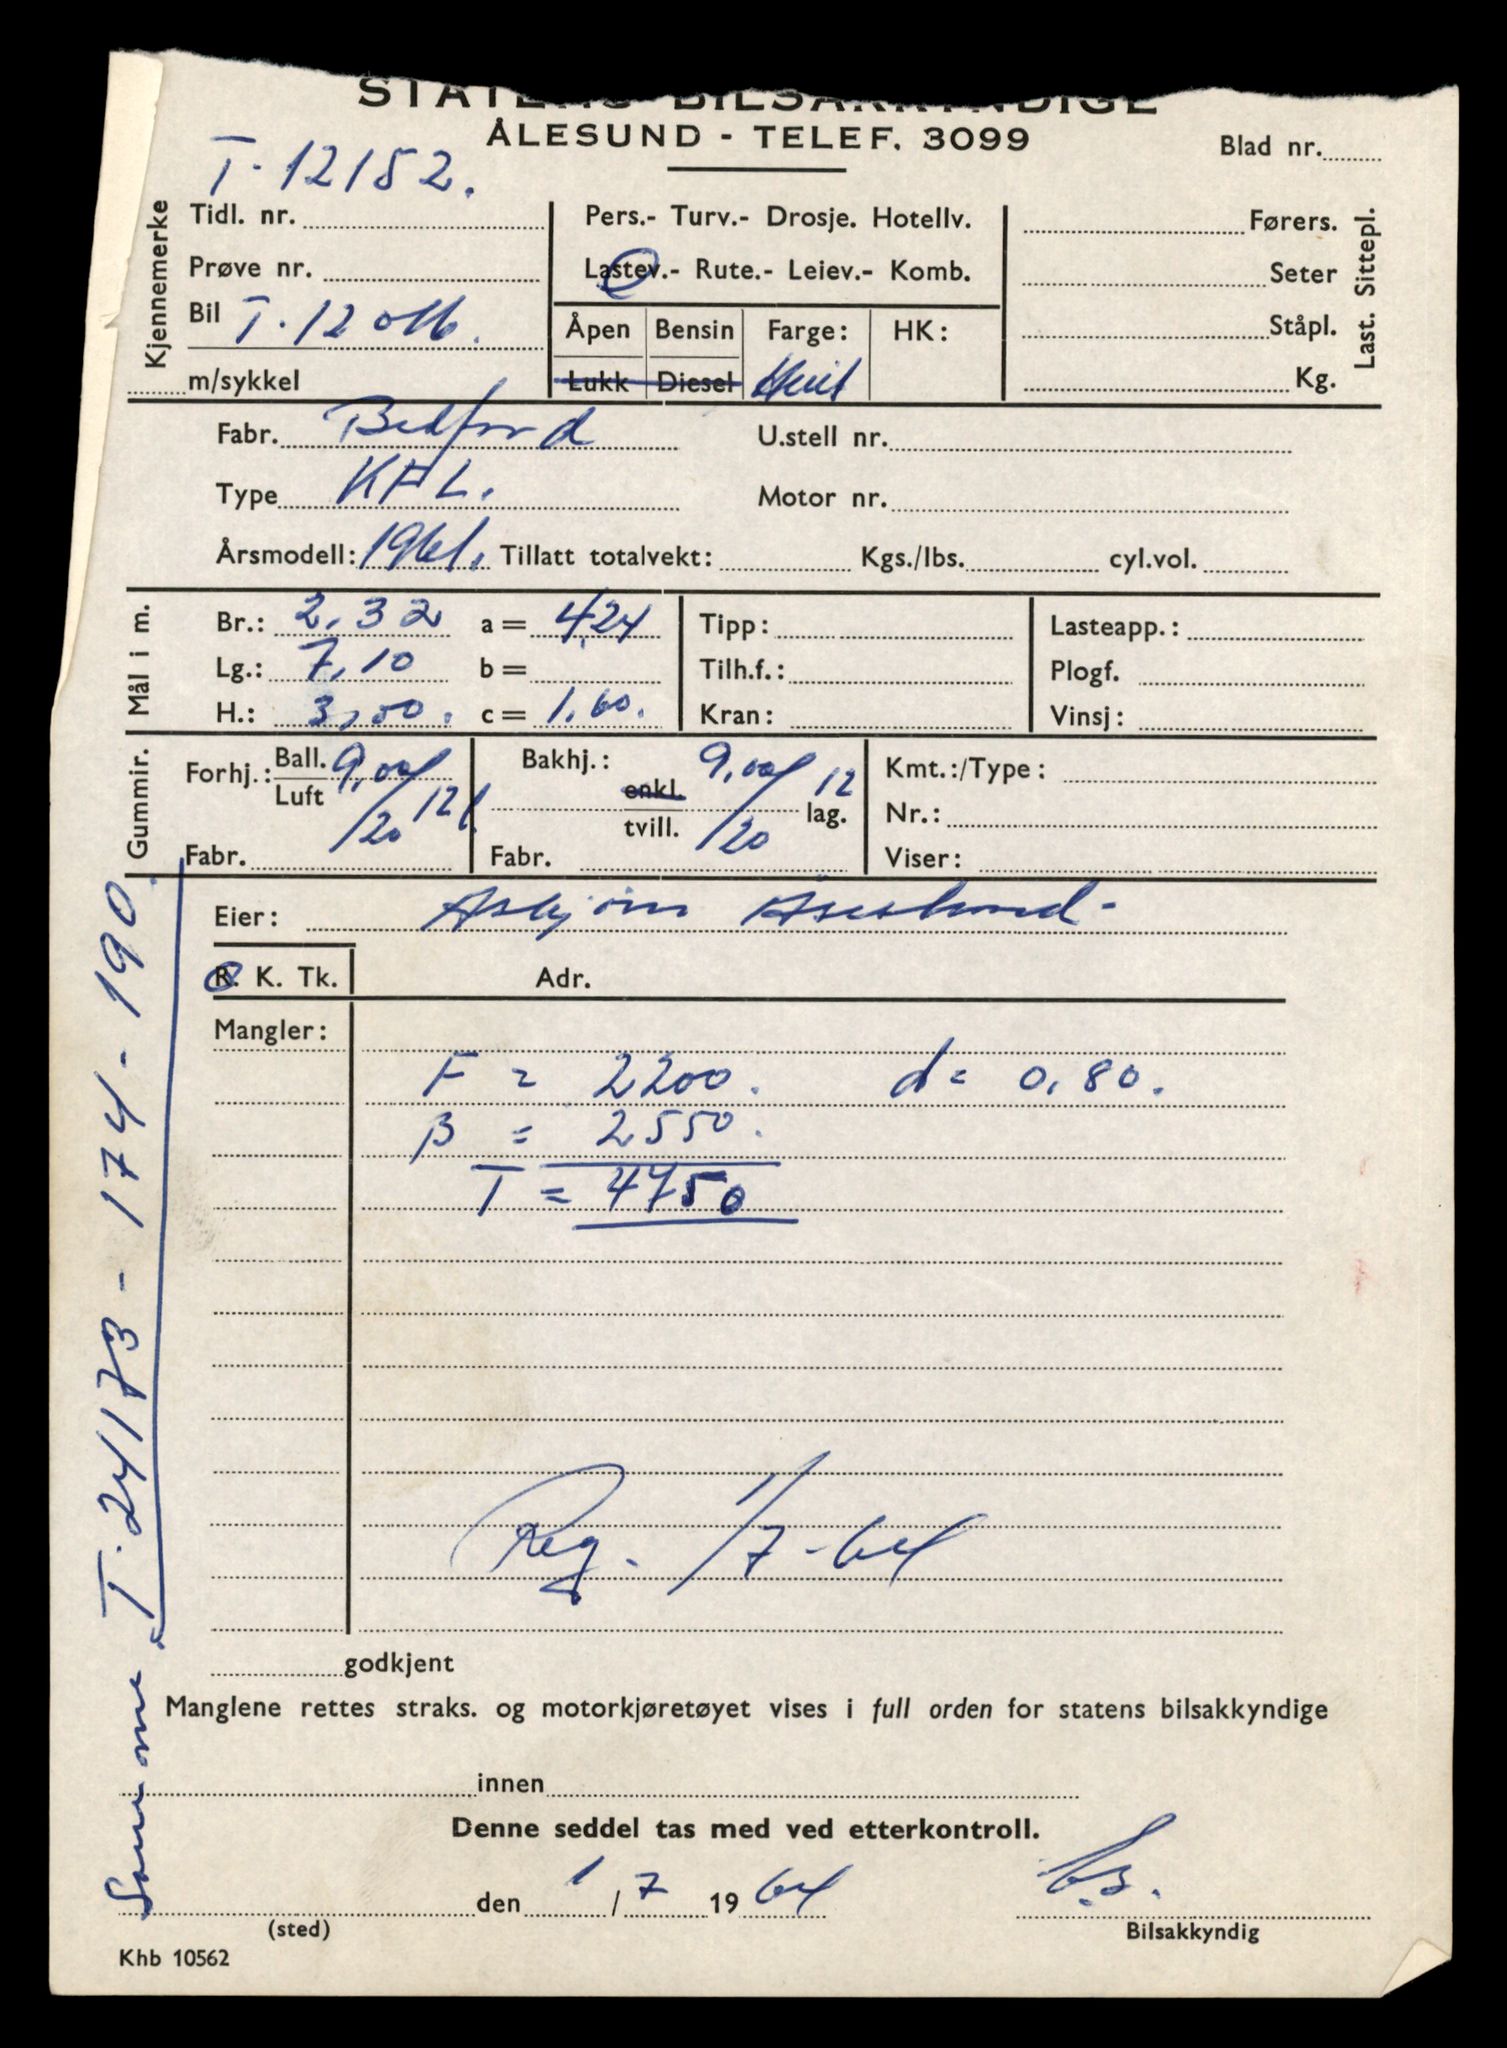 STATENS BILSAKKYNDIGE
ÅLESUND - TELEF. 3099
Blad nr.
T-12152.
Kjennemerke
Tidl. nr.
Prøve nr.
Bil T.12
m/sykkel
Pers.- Turv.- Drosje. Hotellv.
Lastev.- Rute.- Leiev.- Komb.
Åpen Bensin Farge: HK:
Lukk Diesel Hvit
Førers.
Seter
Ståpl.
Kg.
Last. Sittepl.
Fabr. Bedford U.stell nr.
Type KFL. Motor nr.
Årsmodell: 1961. Tillatt totalvekt: Kgs./lbs. cyl.vol.
Mål i m.
Br.: 2,32 a = 4,24 Tipp: Lasteapp.:
Lg.: 7,10 b = Tilh.f.: Plogf.
H.: 3,00. c = 1,60. Kran: Vinsj:
Gummir.
Forhj.: Ball. Luft 9,00/20 12 l
Fabr.
Bakhj.: enkl. tvill. 9,00/20 12 lag.
Fabr.
Kmt.:/Type:
Nr.:
Viser:
Eier: Asbjørn
R. K. Tk. Adr.
Mangler:
F = 2200. d = 0,80.
B = 2550.
T = 4750
Reg. 1/7-64
godkjent
Manglene rettes straks. og motorkjøretøyet vises i full orden for statens bilsakkyndige
innen
Denne seddel tas med ved etterkontroll.
den 1/7 1964
(sted)
Bilsakkyndig
Khb 10562
Samme T.24173-174-190